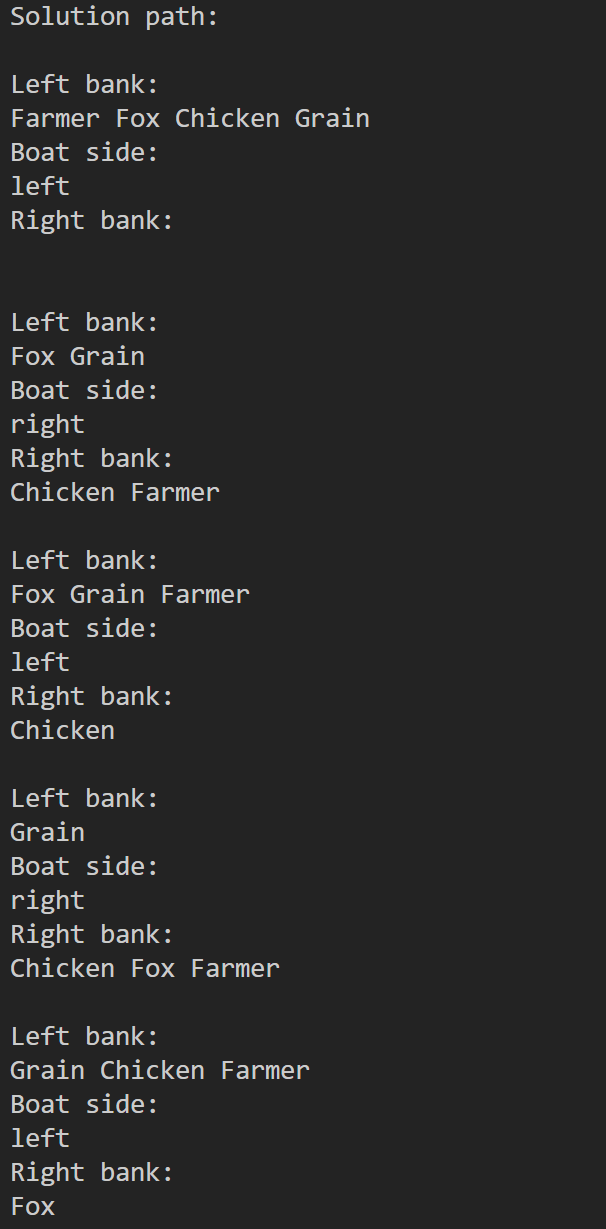 Solution path:
Left bank:
Farmer Fox Chicken Grain
Boat side:
left
Right bank:
Left bank:
Fox Grain
Boat side:
right
Right bank:
Chicken Farmer
Left bank:
Fox Grain Farmer
Boat side:
left
Right bank:
Chicken
Left bank:
Grain
Boat side:
right
Right bank:
Chicken Fox Farmer
Left bank:
Grain Chicken Farmer
Boat side:
left
Right bank:
Fox